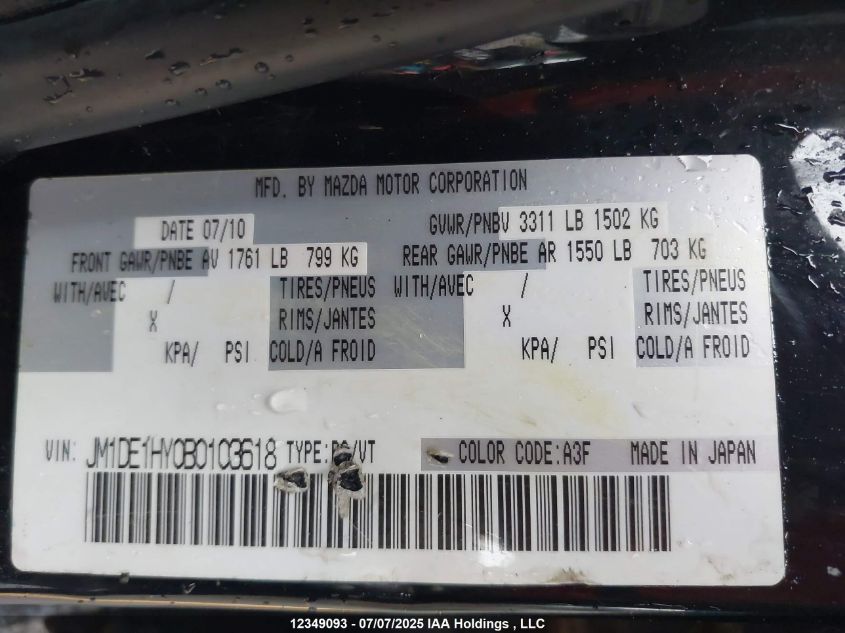 MFD. BY MAZDA MOTOR CORPORATION
DATE 07/10 GVWR/PNBV 3311 LB 1502 KG
FRONT GAWR/PNBE AV 1761 LB 799 KG REAR GAWR/PNBE AR 1550 LB 703 KG
WITH/AVEC / TIRES/PNEUS WITH/AVEC / TIRES/PNEUS
X RIMS/JANTES X RIMS/JANTES
KPA/ PSI COLD/A FROID KPA/ PSI COLD/A FROID
VIN: JM1DE1HY0B0103618 TYPE: COLOR CODE:A3F MADE IN JAPAN
12349093 - 07/07/2025 IAA Holdings , LLC